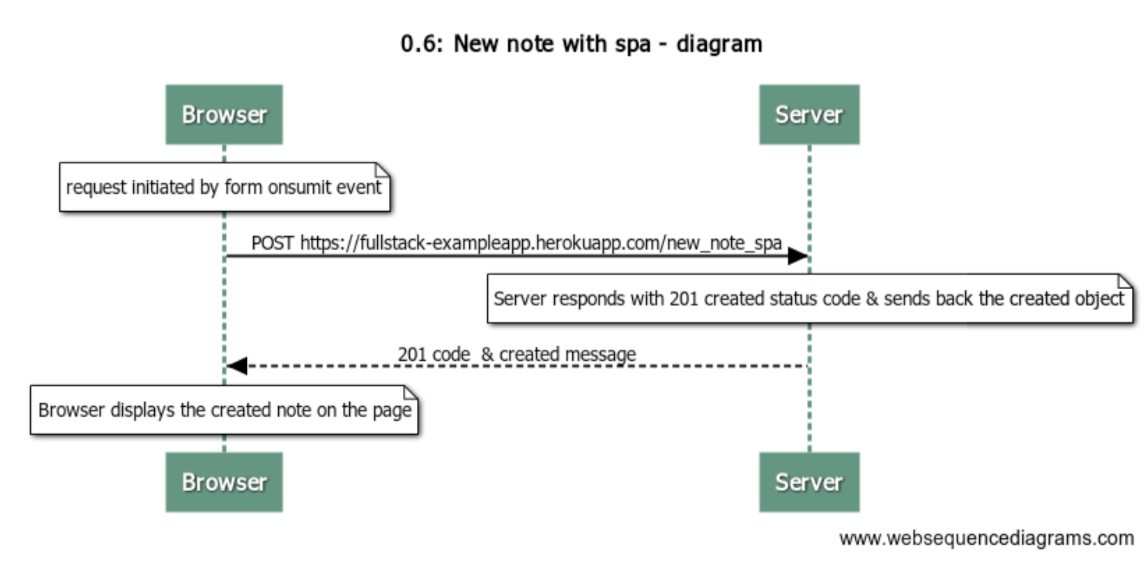 0.6: New note with spa - diagram
Browser
Server
request initiated by form onsumit event
POST https://fullstack-exampleapp.herokuapp.com/new_note_spa
Server responds with 201 created status code & sends back the created object
201 code  & created message
Browser displays the created note on the page
Browser
Server
www.websequencediagrams.com